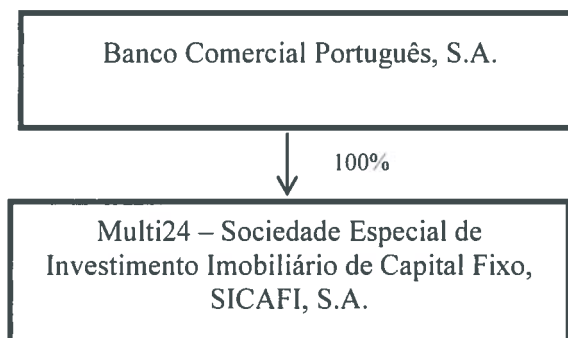 Banco Comercial Português, S.A.
100%
Multi24 – Sociedade Especial de
Investimento Imobiliário de Capital Fixo,
SICAFI, S.A.